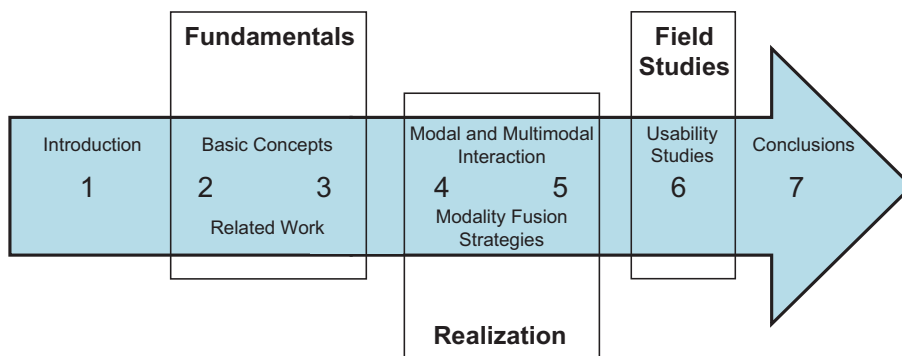 Fundamentals
Field
Studies
Introduction
1
Basic Concepts
2 3
Related Work
Modal and Multimodal
Interaction
4 5
Modality Fusion
Strategies
Usability
Studies
6
Conclusions
7
Realization